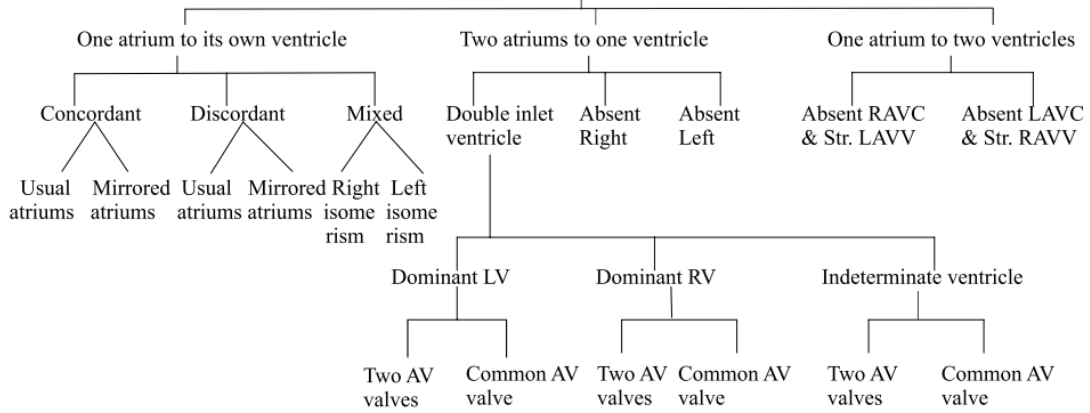 One atrium to its own ventricle
Two atriums to one ventricle
One atrium to two ventricles
Concordant
Discordant
Mixed
Double inlet
ventricle
Absent
Right
Absent
Left
Absent RAVC
& Str. LAVV
Absent LAVC
& Str. RAVV
Usual
atriums
Mirrored
atriums
Usual
atriums
Mirrored
atriums
Right
isome
rism
Left
isome
rism
Dominant LV
Dominant RV
Indeterminate ventricle
Two AV
valves
Common AV
valve
Two AV
valves
Common AV
valve
Two AV
valves
Common AV
valve